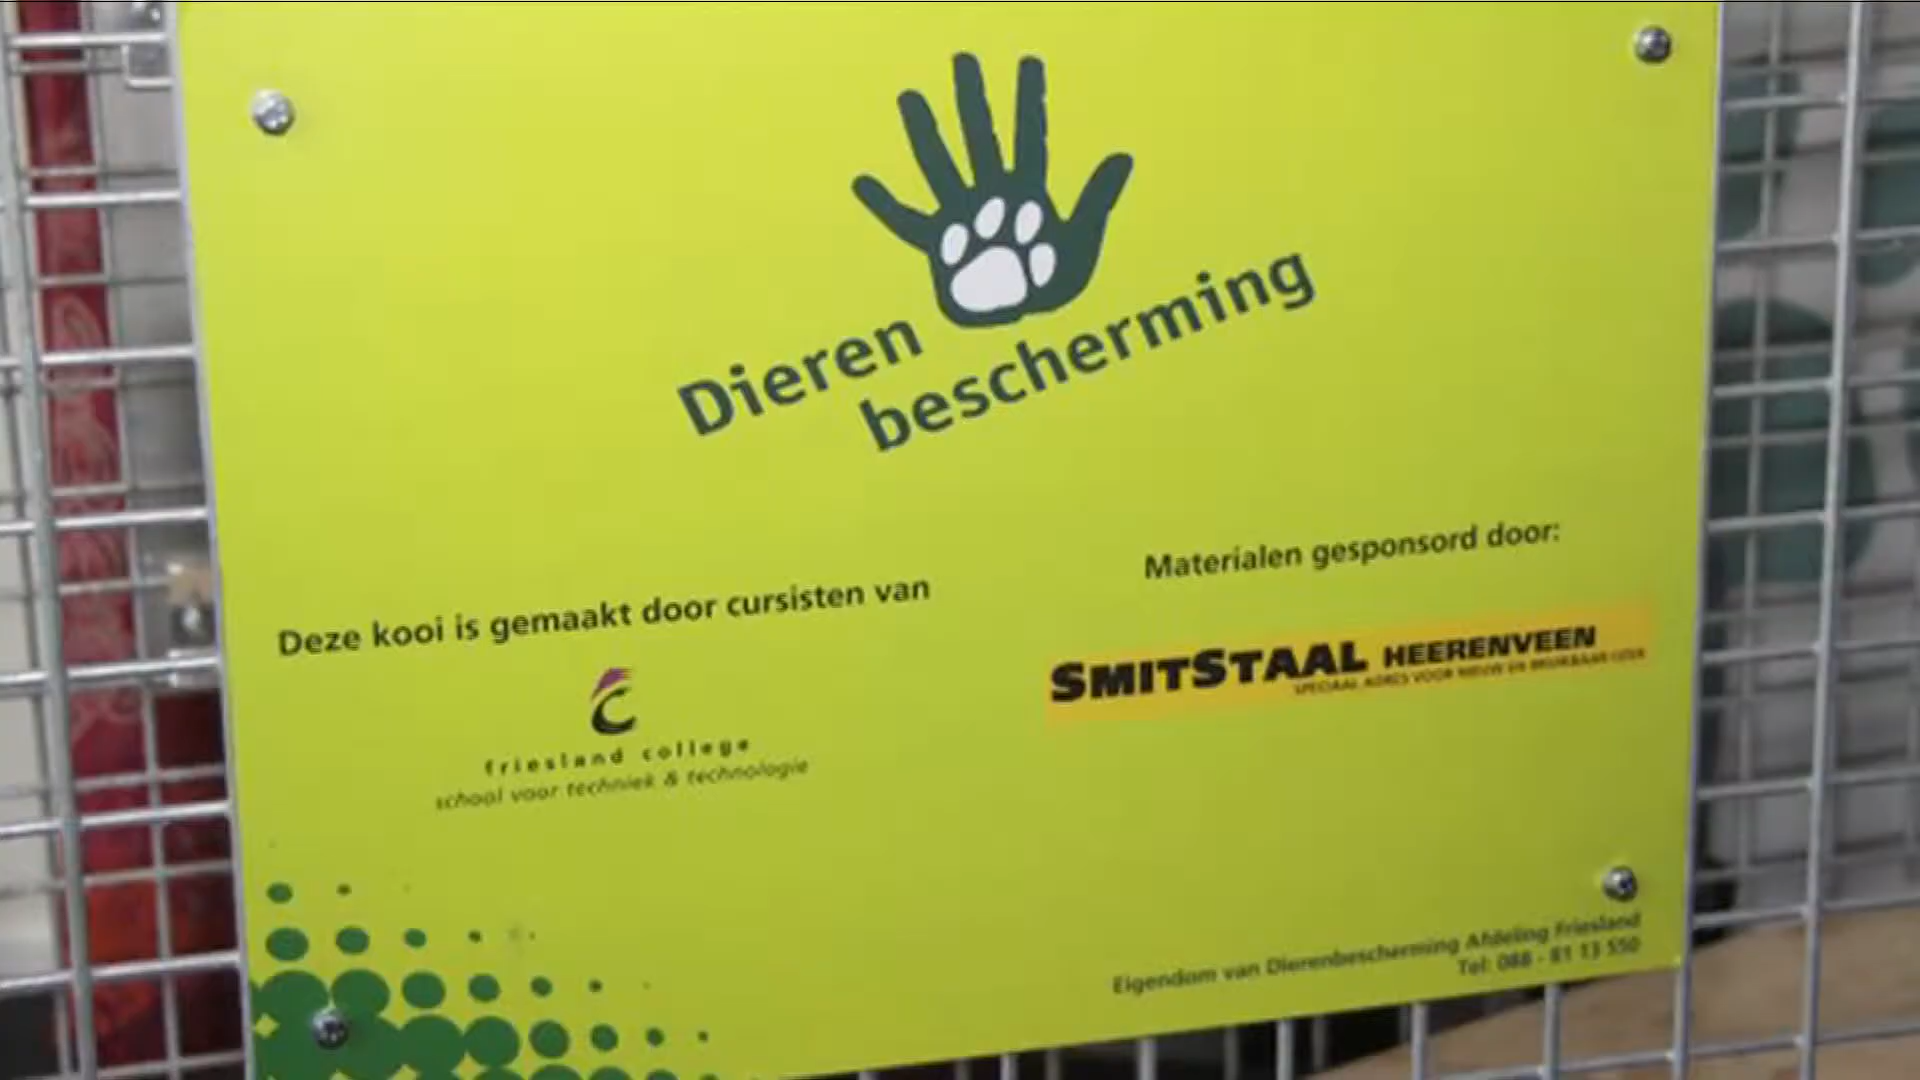 Dieren
bescherming
Deze kooi is gemaakt door cursisten van
friesland college
school voor techniek & technologie
Materialen gesponsord door:
SMITSTAAL HEERENVEEN
SPECIAAL ADRES VOOR NIEUW EN BRUIKBAAR IJZER
Eigendom van Dierenbescherming Afdeling Friesland
Tel: 088 - 81 13 550